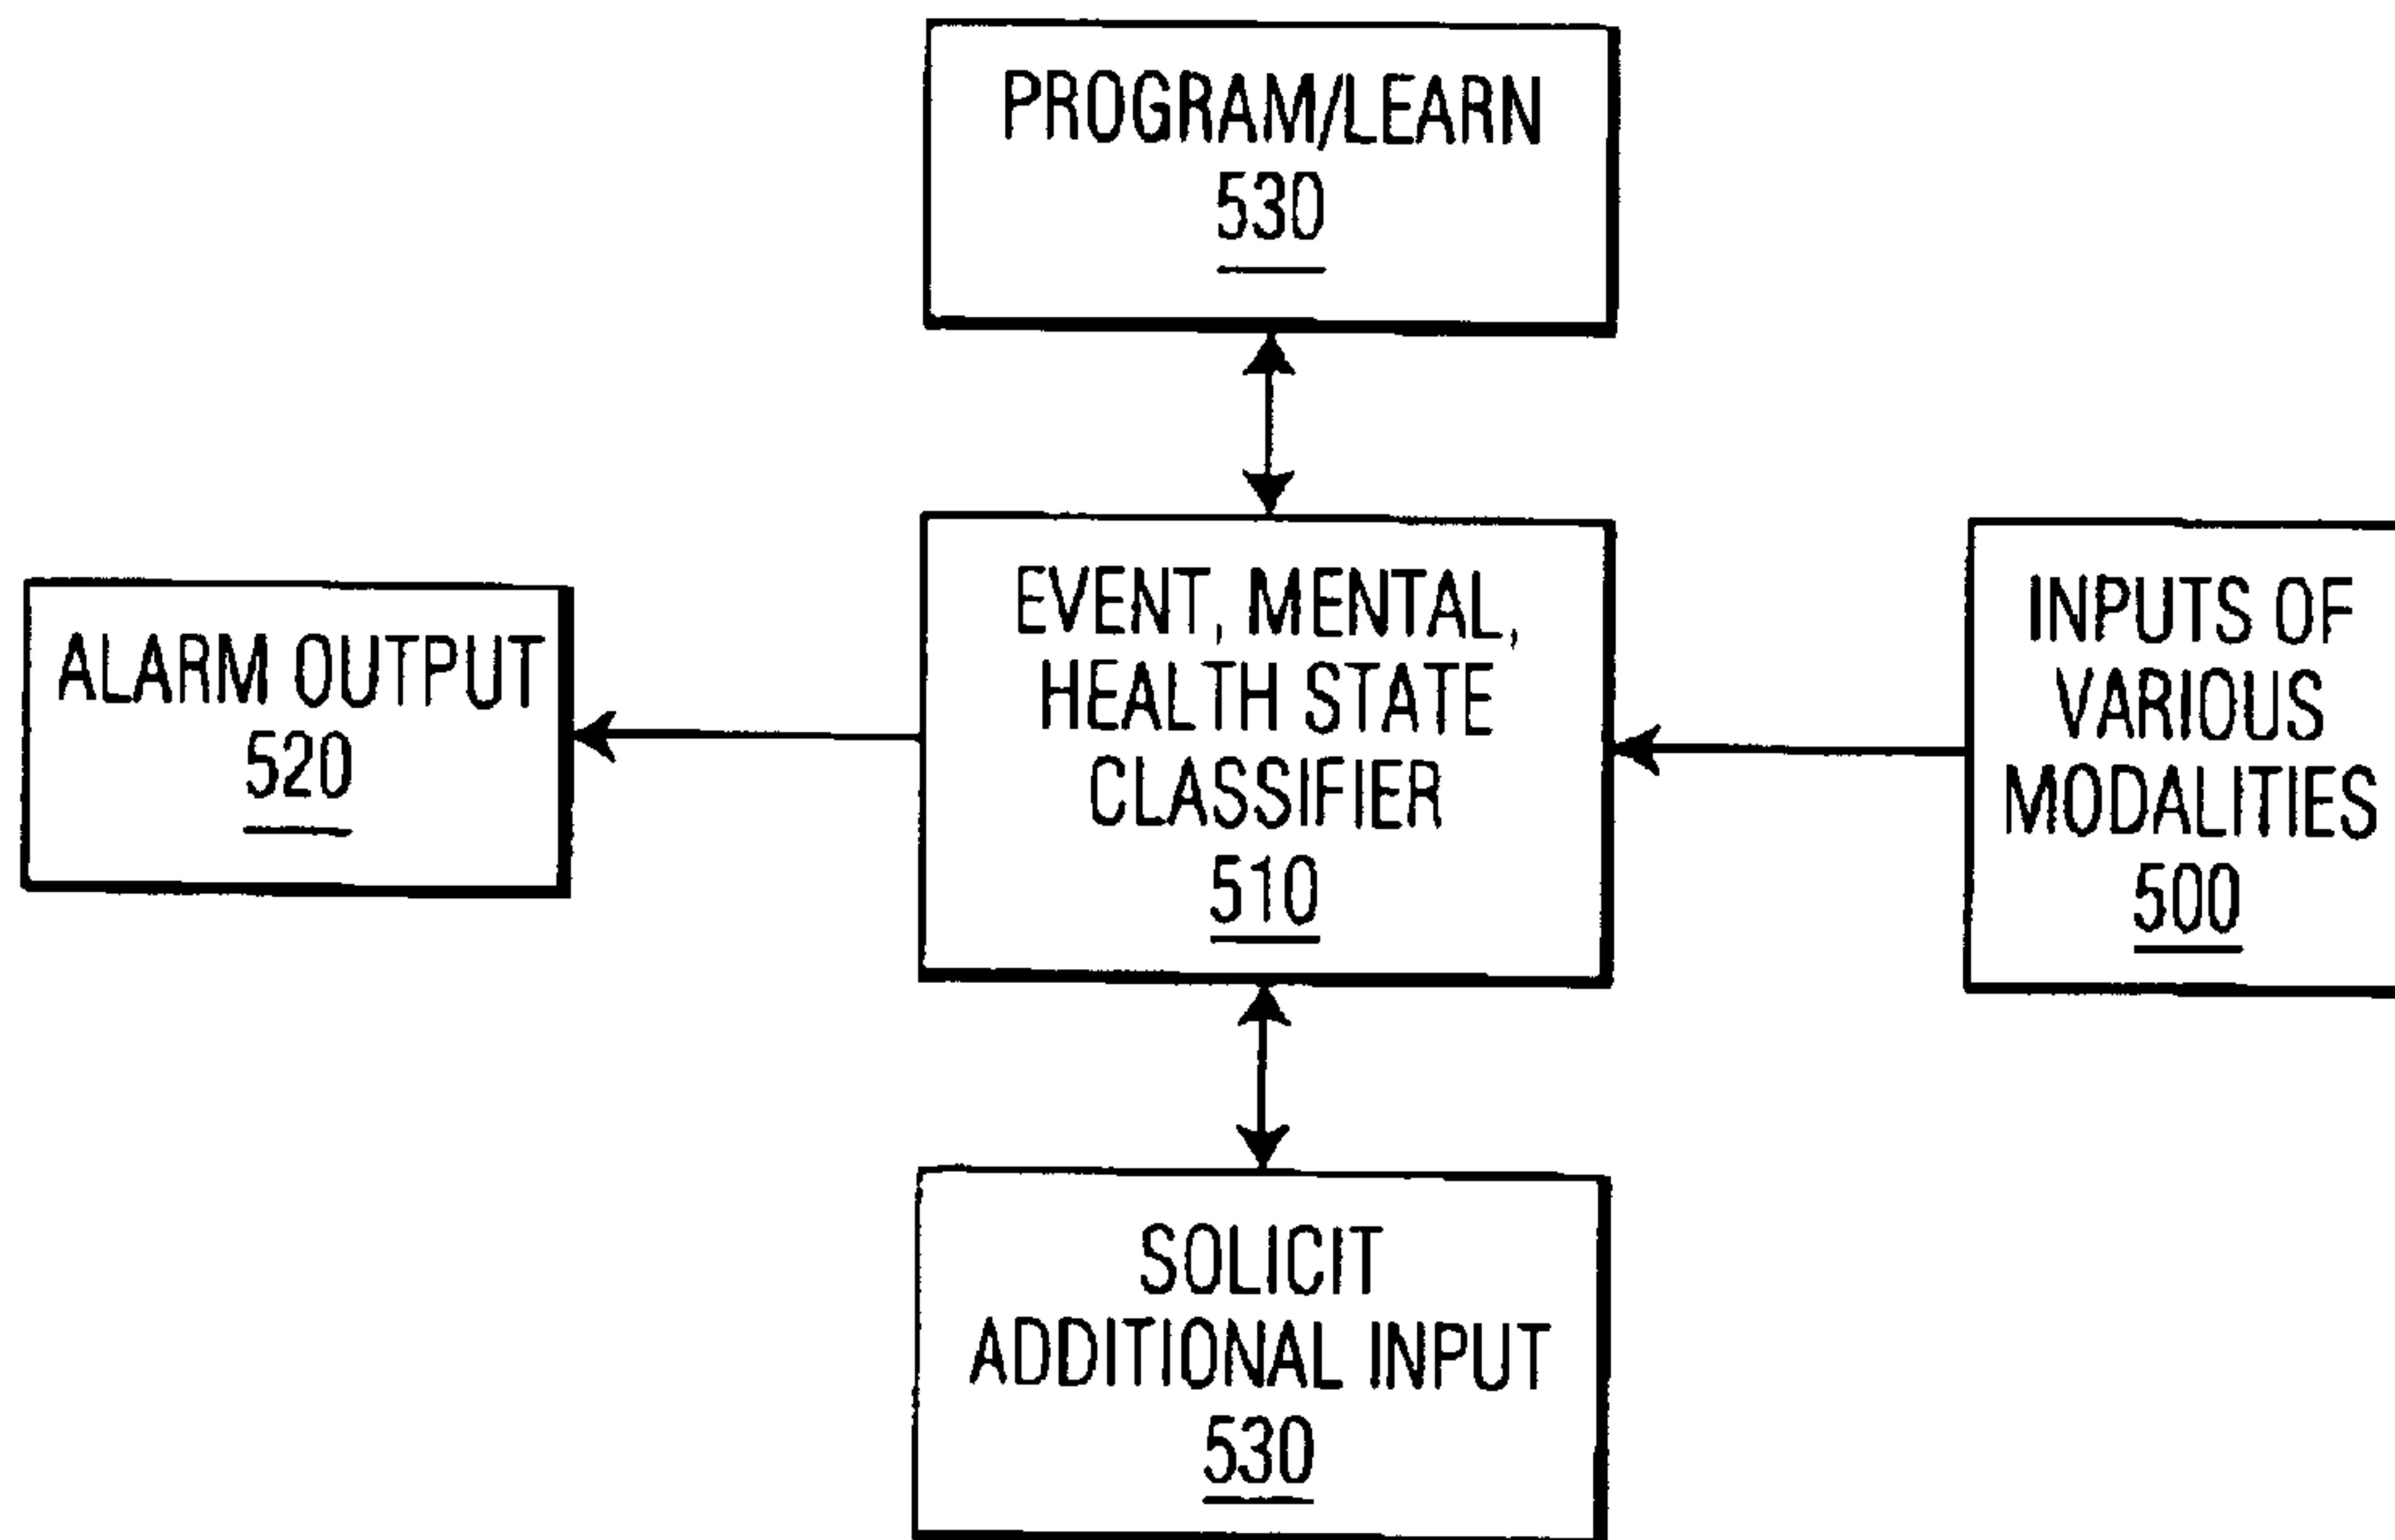 PROGRAM/LEARN
530
ALARM OUTPUT
520
EVENT, MENTAL,
HEALTH STATE
CLASSIFIER
510
INPUTS OF
VARIOUS
MODALITIES
500
SOLICIT
ADDITIONAL INPUT
530